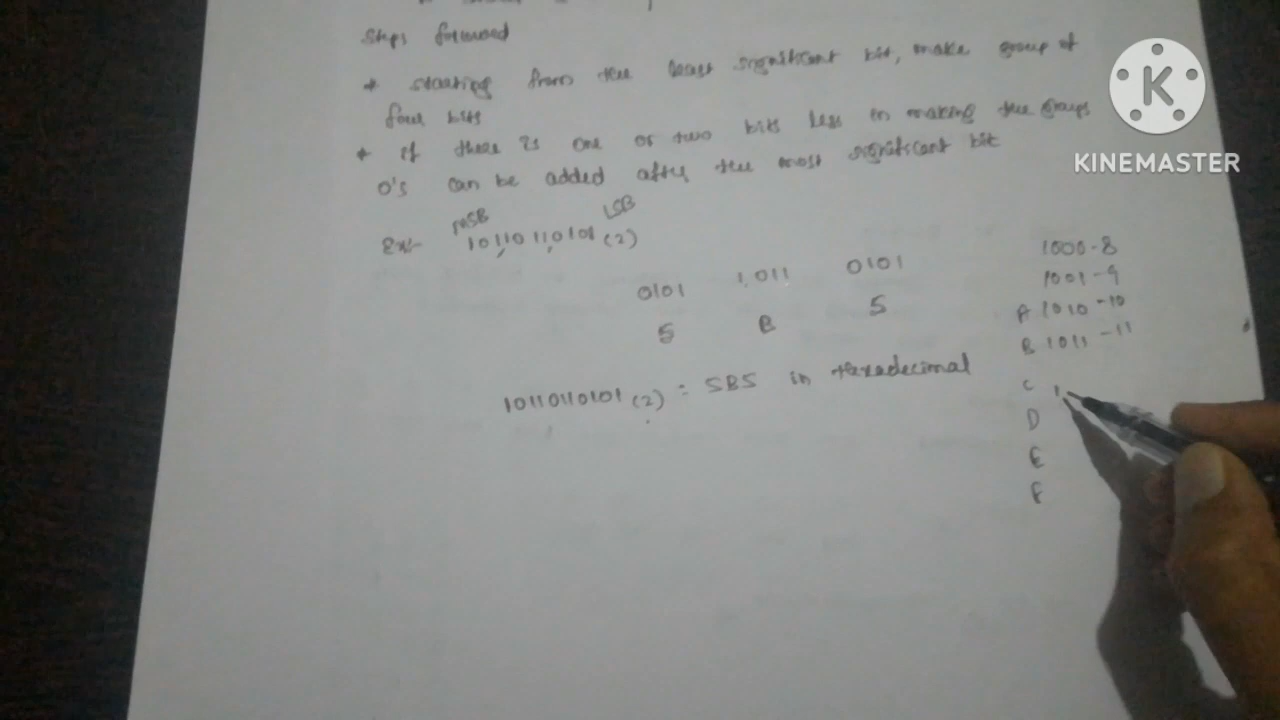 Steps followed
* starting from the least significant bit, make group of
four bits
* if there is one or two bits less in making the groups
0's can be added after the most significant bit
MSB LSB
Ex:- 10110110101 (2)
0101 1011 0101
5 B 5
10110110101 (2) = 5B5 in Hexadecimal
1000 - 8
1001 - 9
A 1010 - 10
B 1011 - 11
C 1
D
E
F
K
KINEMASTER